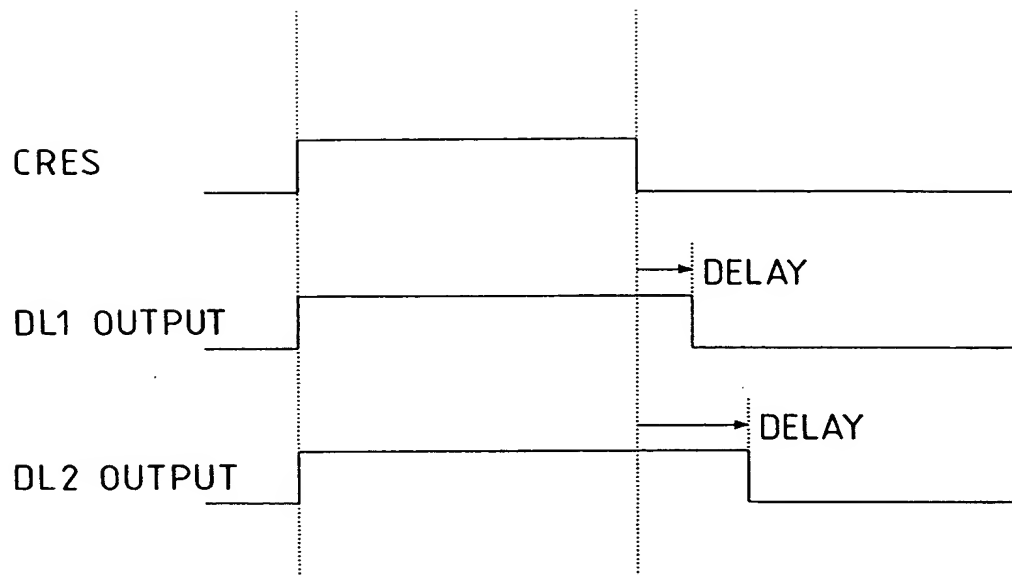 CRES
DELAY
DL1 OUTPUT
DELAY
DL2 OUTPUT